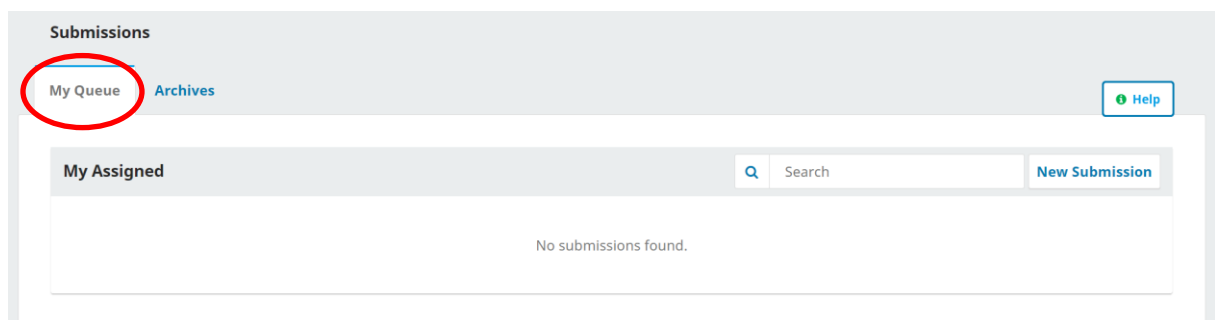 Submissions
My Queue Archives
Help
My Assigned Search New Submission
No submissions found.